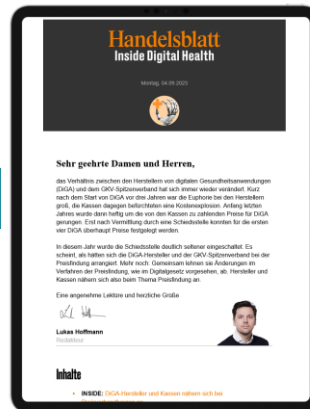 Handelsblatt
Inside Digital Health
Montag, 04.09.2023
Sehr geehrte Damen und Herren,
das Verhältnis zwischen den Herstellern von digitalen Gesundheitsanwendungen
(DiGA) und dem GKV-Spitzenverband hat sich immer wieder verändert. Kurz
nach dem Start von DiGA vor drei Jahren war die Euphorie bei den Herstellern
groß, die Kassen dagegen befürchteten eine Kostenexplosion. Anfang letzten
Jahres wurde dann heftig um die von den Kassen zu zahlenden Preise für DiGA
gerungen. Erst nach Vermittlung durch eine Schiedsstelle konnten für die ersten
vier DiGA überhaupt Preise festgelegt werden.
In diesem Jahr wurde die Schiedsstelle deutlich seltener eingeschaltet. Es
scheint, als hätten sich die DiGA-Hersteller und der GKV-Spitzenverband bei der
Preisfindung arrangiert. Mehr noch: Gemeinsam lehnen sie Änderungen im
Verfahren der Preisfindung, wie im Digitalgesetz vorgesehen, ab. Hersteller und
Kassen nähern sich also beim Thema Preisfindung an.
Eine angenehme Lektüre und herzliche Grüße
Lukas Hoffmann
Redakteur
Inhalte
INSIDE: DiGA-Hersteller und Kassen nähern sich bei